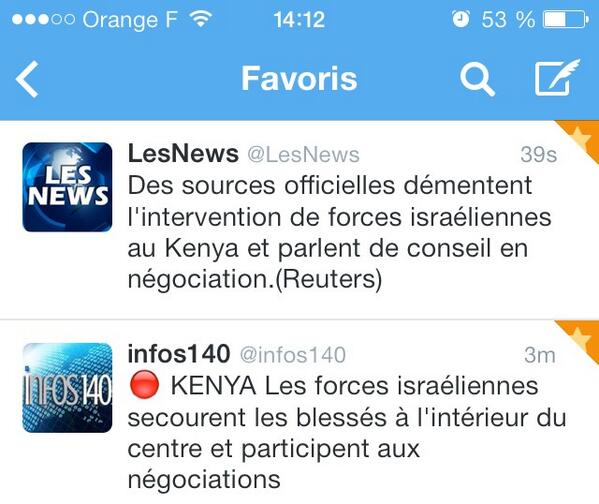 Orange F 14:12 53 %
Favoris
LesNews @LesNews 39s
LES
NEWS
Des sources officielles démentent
l'intervention de forces israéliennes
au Kenya et parlent de conseil en
négociation.(Reuters)
infos140 @infos140 3m
iNFOS140
🔴 KENYA Les forces israéliennes
secourent les blessés à l'intérieur du
centre et participent aux
négociations